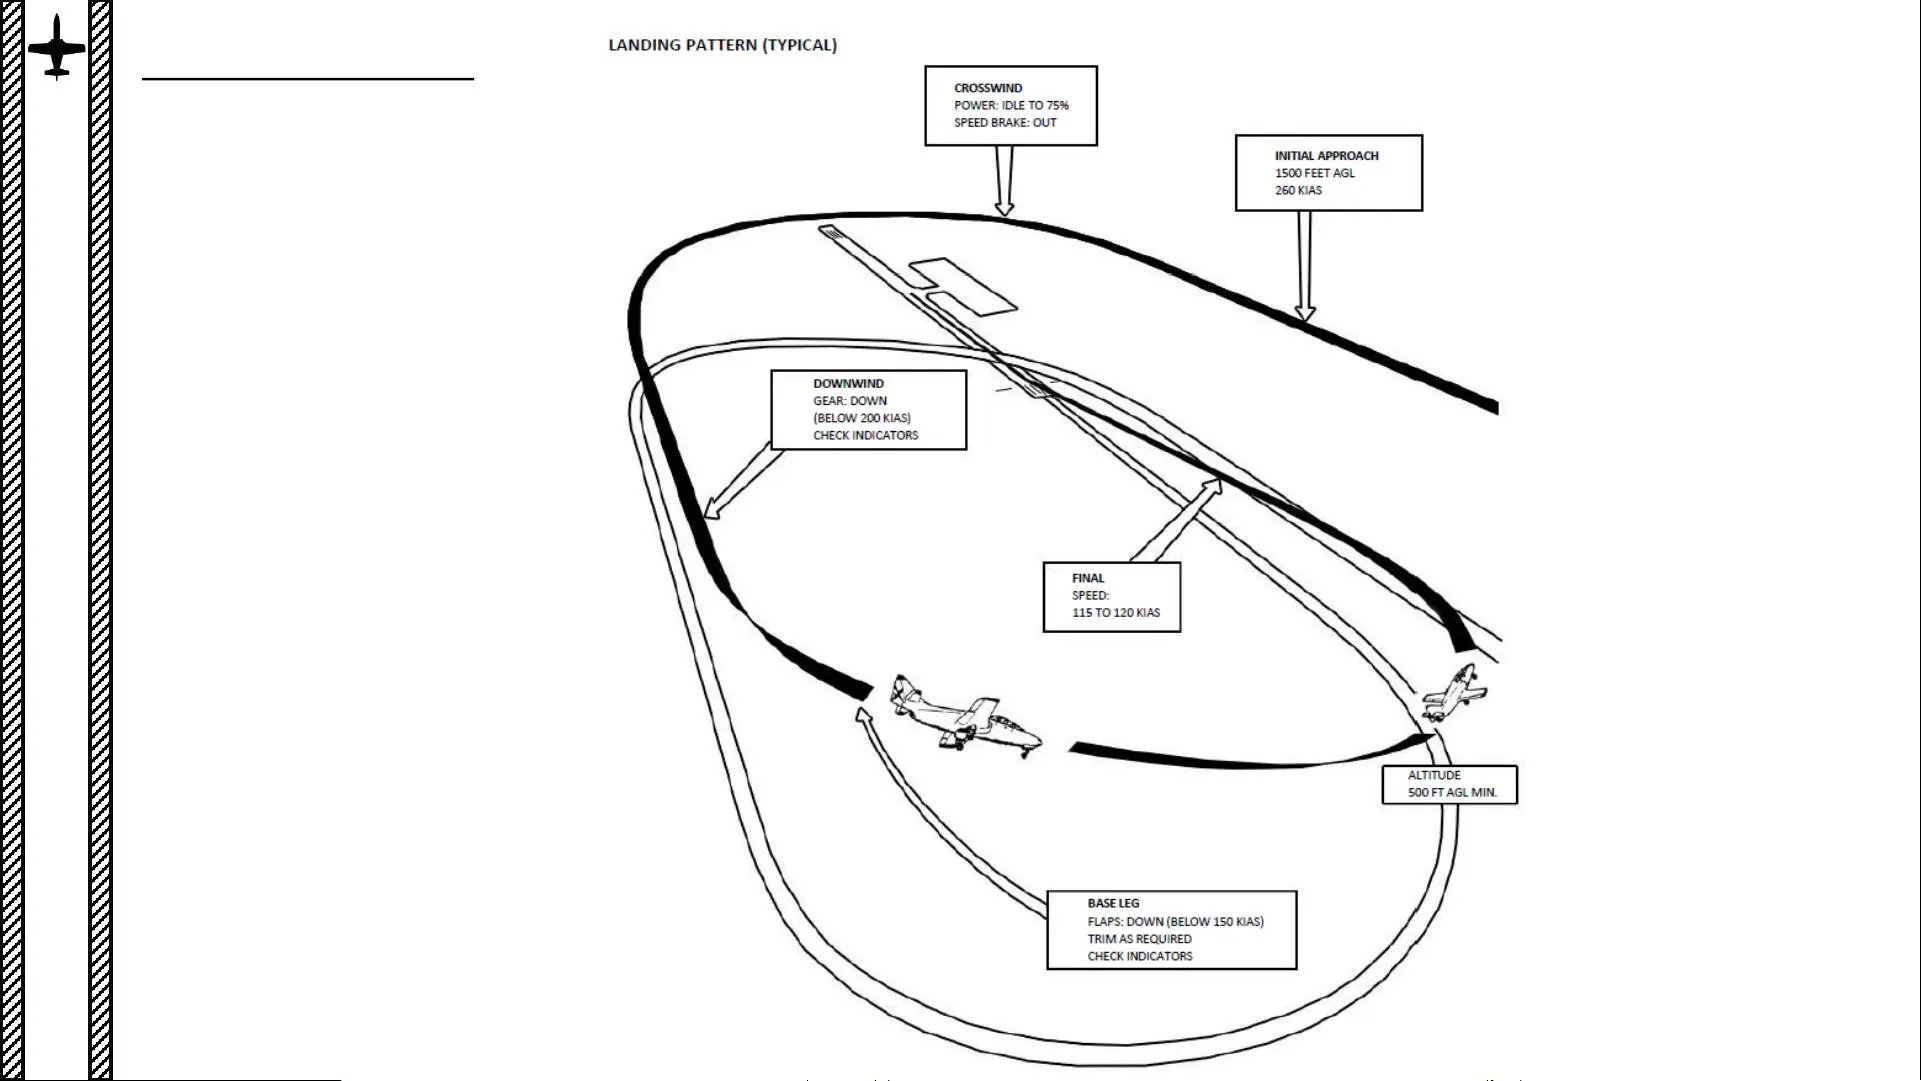 LANDING PATTERN (TYPICAL)
CROSSWIND
POWER: IDLE TO 75%
SPEED BRAKE: OUT
INITIAL APPROACH
1500 FEET AGL
260 KIAS
DOWNWIND
GEAR: DOWN
(BELOW 200 KIAS)
CHECK INDICATORS
FINAL
SPEED:
115 TO 120 KIAS
ALTITUDE
500 FT AGL MIN.
BASE LEG
FLAPS: DOWN (BELOW 150 KIAS)
TRIM AS REQUIRED
CHECK INDICATORS